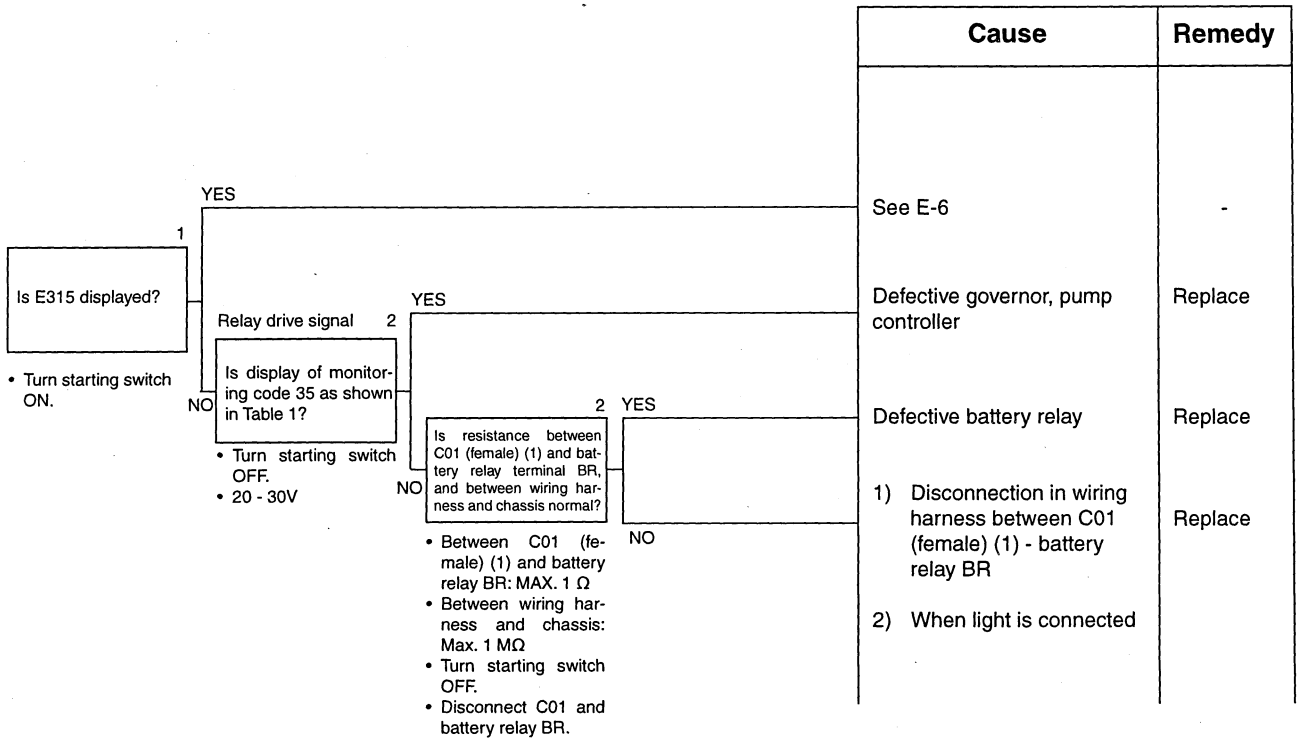 Cause
Remedy
YES
See E-6
-
1
Is E315 displayed?
• Turn starting switch
ON.
NO
Relay drive signal 2
Is display of monitor-
ing code 35 as shown
in Table 1?
• Turn starting switch
OFF.
• 20 - 30V
YES
Defective governor, pump
controller
Replace
NO
2
Is resistance between
C01 (female) (1) and bat-
tery relay terminal BR,
and between wiring har-
ness and chassis normal?
• Between C01 (fe-
male) (1) and battery
relay BR: MAX. 1 Ω
• Between wiring har-
ness and chassis:
Max. 1 MΩ
• Turn starting switch
OFF.
• Disconnect C01 and
battery relay BR.
YES
Defective battery relay
Replace
NO
1) Disconnection in wiring
harness between C01
(female) (1) - battery
relay BR
Replace
2) When light is connected